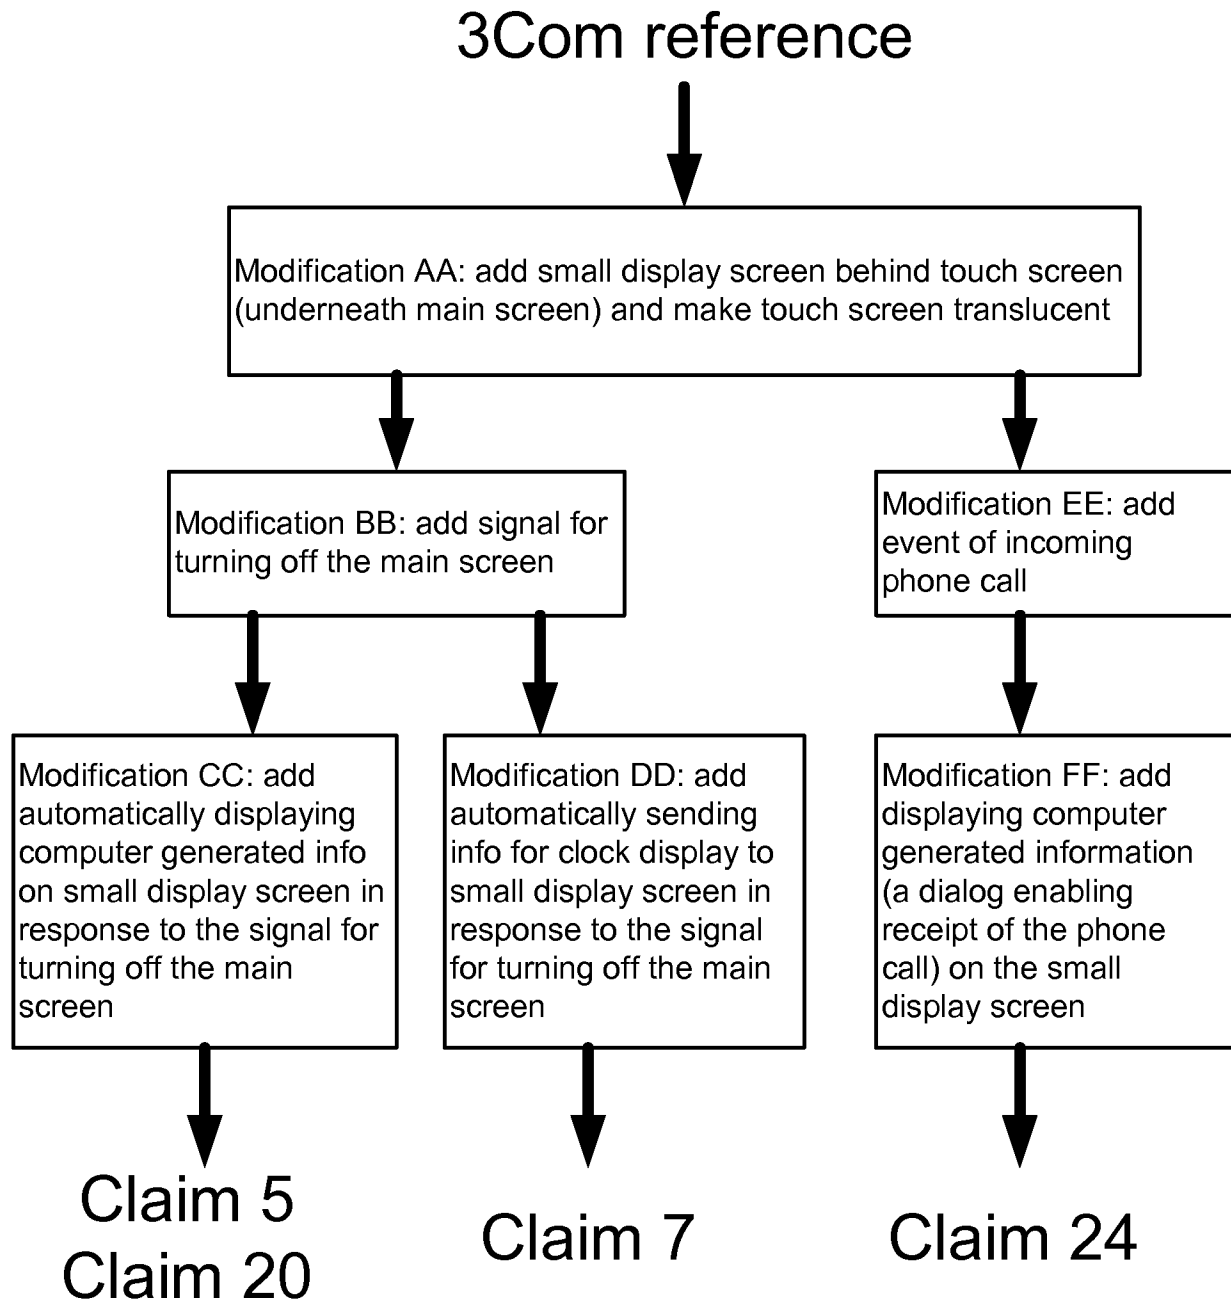 3Com reference
Modification AA: add small display screen behind touch screen
(underneath main screen) and make touch screen translucent
Modification BB: add signal for
turning off the main screen
Modification EE: add
event of incoming
phone call
Modification CC: add
automatically displaying
computer generated info
on small display screen in
response to the signal for
turning off the main
screen
Modification DD: add
automatically sending
info for clock display to
small display screen in
response to the signal
for turning off the main
screen
Modification FF: add
displaying computer
generated information
(a dialog enabling
receipt of the phone
call) on the small
display screen
Claim 5
Claim 20
Claim 7
Claim 24